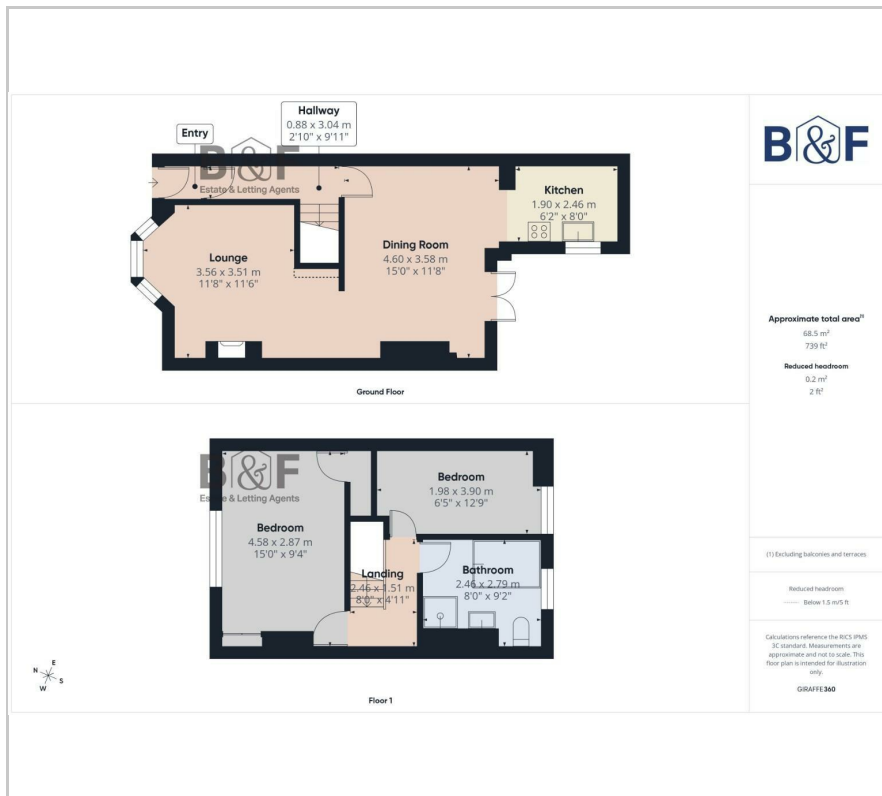 Entry
Hallway
0.88 x 3.04 m
2'10" x 9'11"
B&F
Estate & Letting Agents
Kitchen
1.90 x 2.46 m
6'2" x 8'0"
Lounge
3.56 x 3.51 m
11'8" x 11'6"
Dining Room
4.60 x 3.58 m
15'0" x 11'8"
Ground Floor
B&F
Estate & Letting Agents
Bedroom
4.58 x 2.87 m
15'0" x 9'4"
Bedroom
1.98 x 3.90 m
6'5" x 12'9"
Landing
2.46 x 1.51 m
8'0" x 4'11"
Bathroom
2.46 x 2.79 m
8'0" x 9'2"
N
E
S
W
Floor 1
B&F
Approximate total area⁽¹⁾
68.5 m²
739 ft²
Reduced headroom
0.2 m²
2 ft²
(1) Excluding balconies and terraces
Reduced headroom
Below 1.5 m/5 ft
Calculations reference the RICS IPMS
3C standard. Measurements are
approximate and not to scale. This
floor plan is intended for illustration
only.
GIRAFFE360